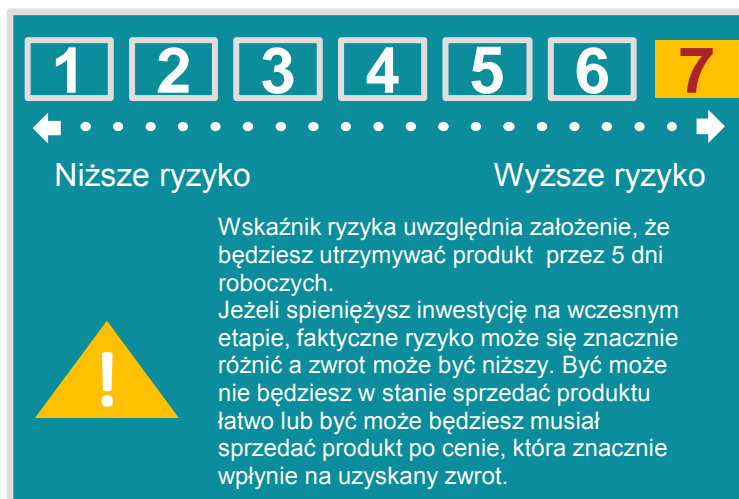 1 2 3 4 5 6 7
Niższe ryzyko Wyższe ryzyko
Wskaźnik ryzyka uwzględnia założenie, że
będziesz utrzymywać produkt przez 5 dni
roboczych.
Jeżeli spieniężysz inwestycję na wczesnym
etapie, faktyczne ryzyko może się znacznie
różnić a zwrot może być niższy. Być może
nie będziesz w stanie sprzedać produktu
łatwo lub być może będziesz musiał
sprzedać produkt po cenie, która znacznie
wpłynie na uzyskany zwrot.
!